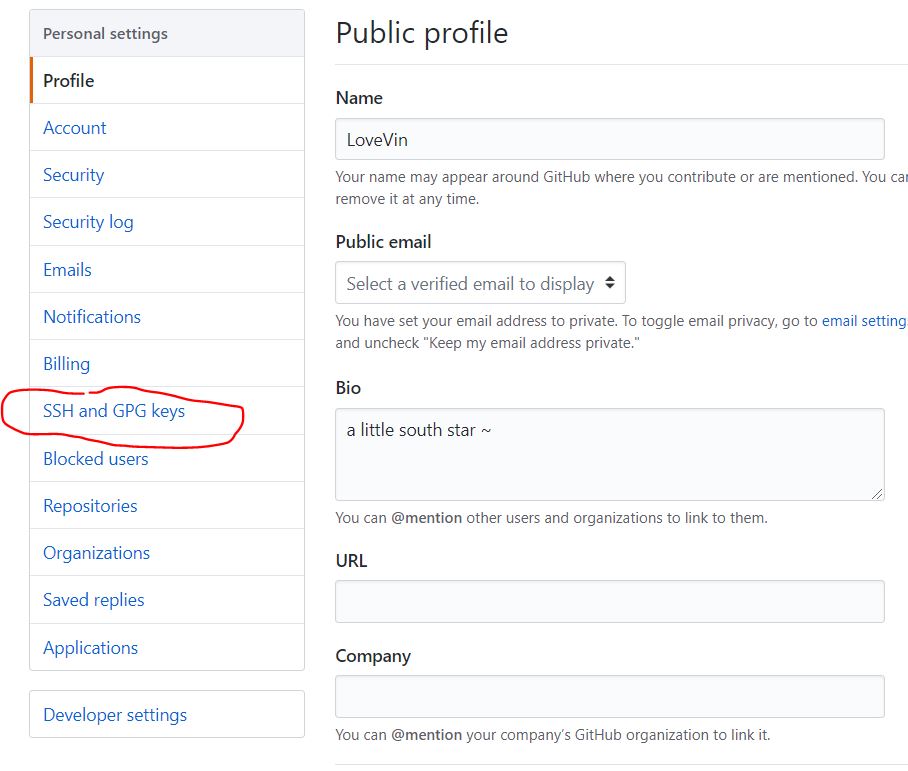 Personal settings
Profile
Account
Security
Security log
Emails
Notifications
Billing
SSH and GPG keys
Blocked users
Repositories
Organizations
Saved replies
Applications
Developer settings
Public profile
Name
LoveVin
Your name may appear around GitHub where you contribute or are mentioned. You can
remove it at any time.
Public email
Select a verified email to display
You have set your email address to private. To toggle email privacy, go to email setting
and uncheck "Keep my email address private."
Bio
a little south star ~
You can @mention other users and organizations to link to them.
URL
Company
You can @mention your company's GitHub organization to link it.